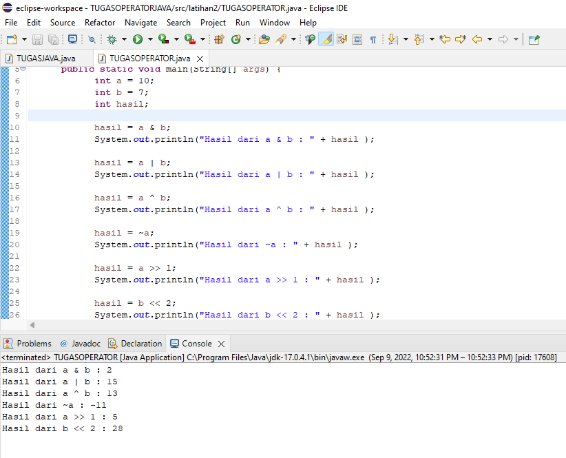 eclipse-workspace - TUGASOPERATORJAVA/src/latihan2/TUGASOPERATOR.java - Eclipse IDE
File Edit Source Refactor Navigate Search Project Run Window Help
TUGASJAVA.java TUGASOPERATOR.java
5 public static void main(String[] args) {
6 int a = 10;
7 int b = 7;
8 int hasil;
9
10 hasil = a & b;
11 System.out.println("Hasil dari a & b : " + hasil );
12
13 hasil = a | b;
14 System.out.println("Hasil dari a | b : " + hasil );
15
16 hasil = a ^ b;
17 System.out.println("Hasil dari a ^ b : " + hasil );
18
19 hasil = ~a;
20 System.out.println("Hasil dari ~a : " + hasil );
21
22 hasil = a >> 1;
23 System.out.println("Hasil dari a >> 1 : " + hasil );
24
25 hasil = b << 2;
26 System.out.println("Hasil dari b << 2 : " + hasil );
Problems Javadoc Declaration Console
<terminated> TUGASOPERATOR [Java Application] C:\Program Files\Java\jdk-17.0.4.1\bin\javaw.exe (Sep 9, 2022, 10:52:31 PM – 10:52:33 PM) [pid: 17608]
Hasil dari a & b : 2
Hasil dari a | b : 15
Hasil dari a ^ b : 13
Hasil dari ~a : -11
Hasil dari a >> 1 : 5
Hasil dari b << 2 : 28